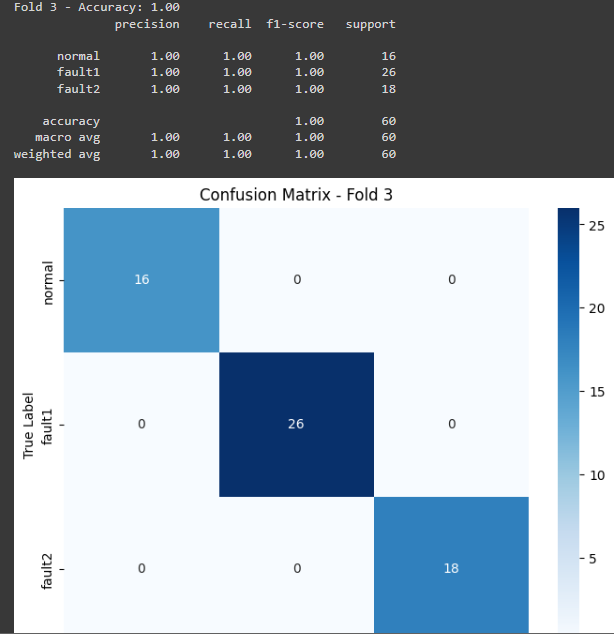 Fold 3 - Accuracy: 1.00
precision recall f1-score support
normal 1.00 1.00 1.00 16
fault1 1.00 1.00 1.00 26
fault2 1.00 1.00 1.00 18
accuracy 1.00 60
macro avg 1.00 1.00 1.00 60
weighted avg 1.00 1.00 1.00 60
Confusion Matrix - Fold 3
True Label
normal 16 0 0
fault1 0 26 0
fault2 0 0 18
25
20
15
10
5